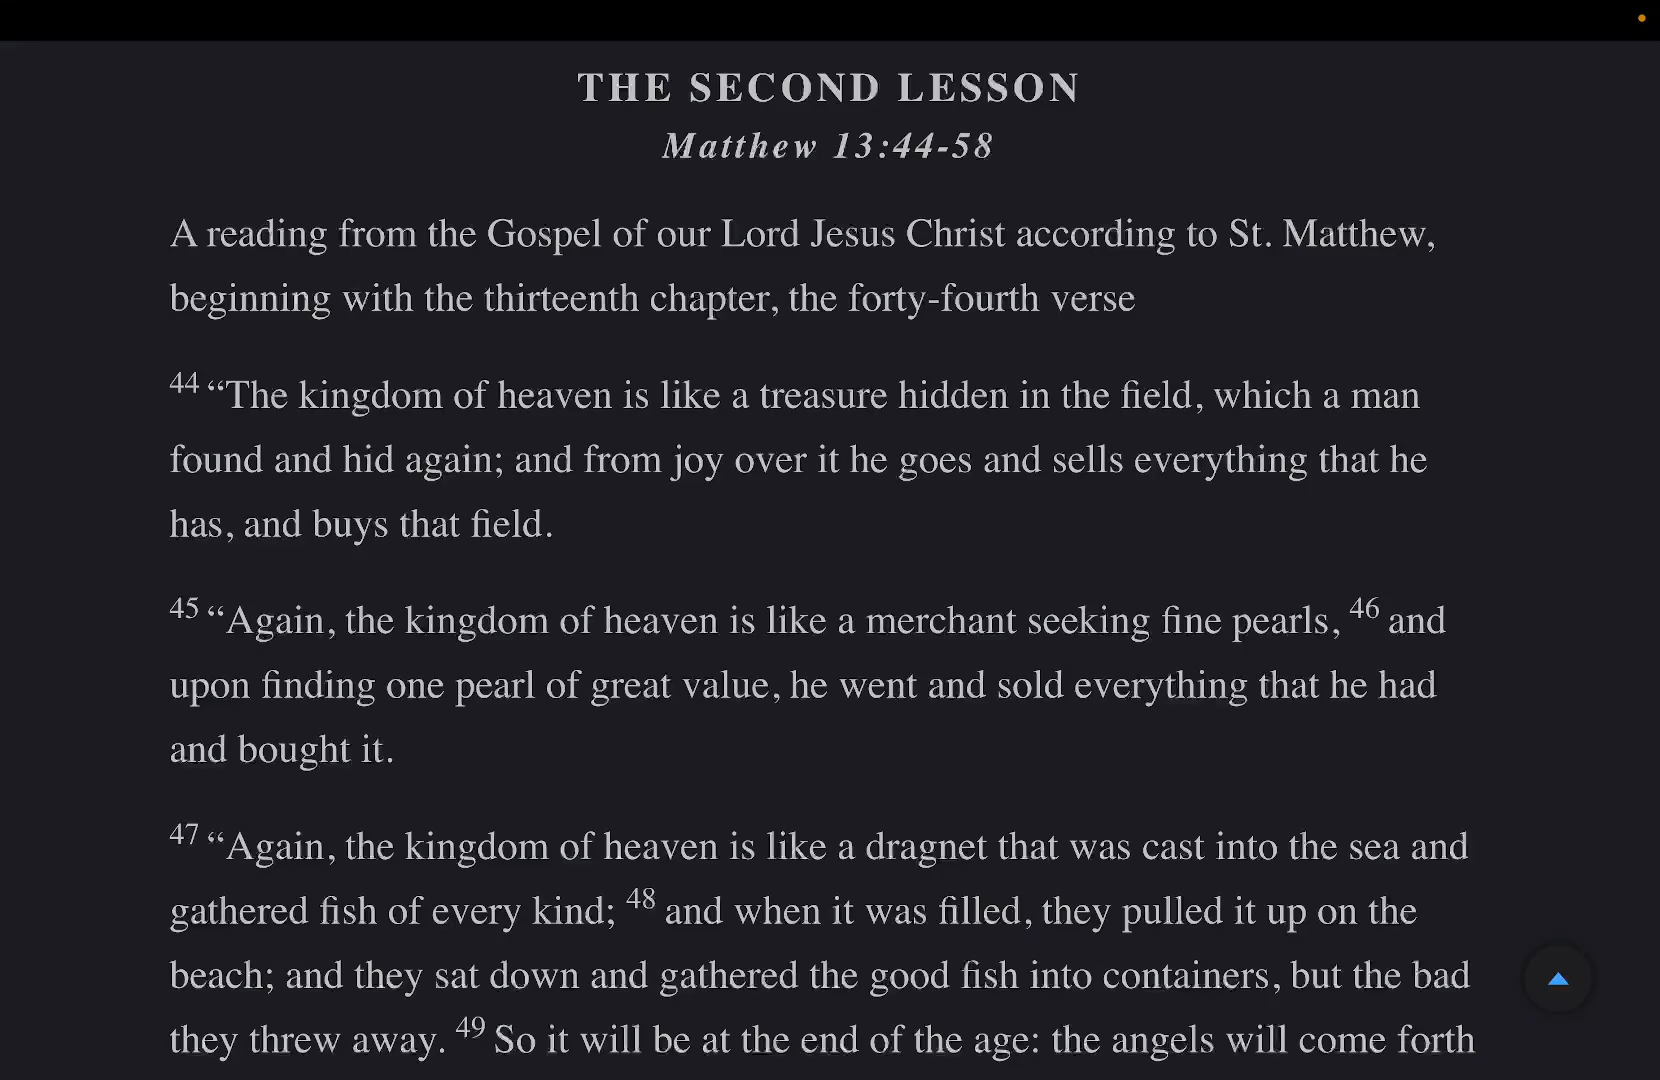 THE SECOND LESSON
Matthew 13:44-58
A reading from the Gospel of our Lord Jesus Christ according to St. Matthew,
beginning with the thirteenth chapter, the forty-fourth verse
44 “The kingdom of heaven is like a treasure hidden in the field, which a man
found and hid again; and from joy over it he goes and sells everything that he
has, and buys that field.
45 “Again, the kingdom of heaven is like a merchant seeking fine pearls, 46 and
upon finding one pearl of great value, he went and sold everything that he had
and bought it.
47 “Again, the kingdom of heaven is like a dragnet that was cast into the sea and
gathered fish of every kind; 48 and when it was filled, they pulled it up on the
beach; and they sat down and gathered the good fish into containers, but the bad
they threw away. 49 So it will be at the end of the age: the angels will come forth